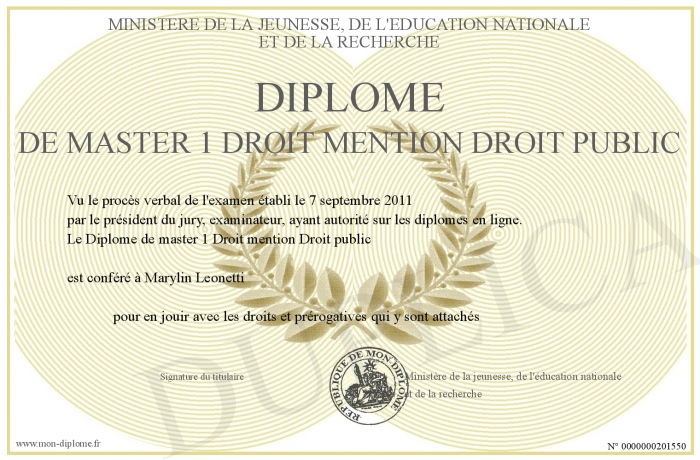 MINISTERE DE LA JEUNESSE, DE L'EDUCATION NATIONALE
ET DE LA RECHERCHE
DIPLOME
DE MASTER 1 DROIT MENTION DROIT PUBLIC
Vu le procès verbal de l'examen établi le 7 septembre 2011
par le président du jury, examinateur, ayant autorité sur les diplomes en ligne.
Le Diplome de master 1 Droit mention Droit public
est conféré à Marylin Leonetti
pour en jouir avec les droits et prérogatives qui y sont attachés
DUPLICATA
Signature du titulaire
REPUBLIQUE DE MON-DIPLOME
Ministère de la jeunesse, de l'éducation nationale
et de la recherche
www.mon-diplome.fr
N° 0000000201550